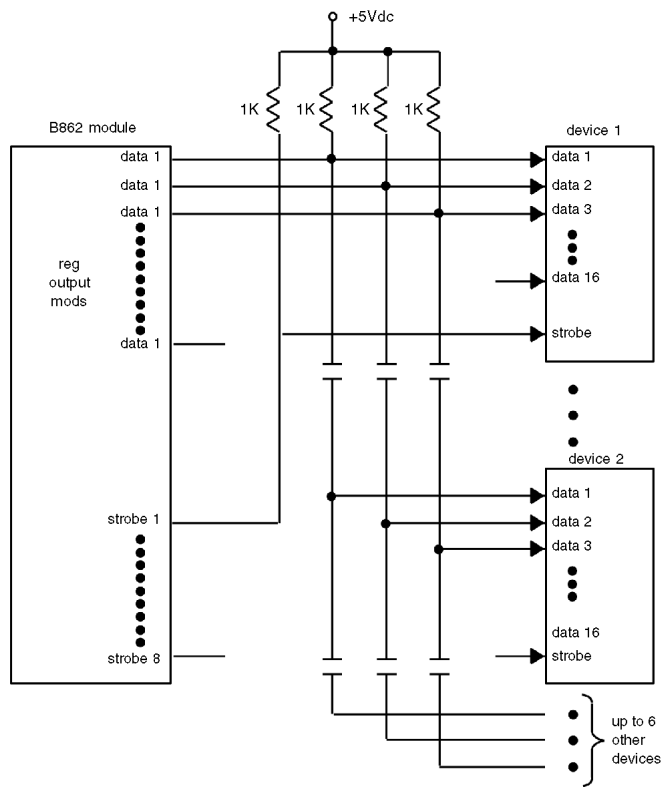 +5Vdc
1K 1K 1K 1K
B862 module
data 1
data 1
data 1
reg
output
mods
data 1
strobe 1
strobe 8
device 1
data 1
data 2
data 3
data 16
strobe
device 2
data 1
data 2
data 3
data 16
strobe
up to 6
other
devices